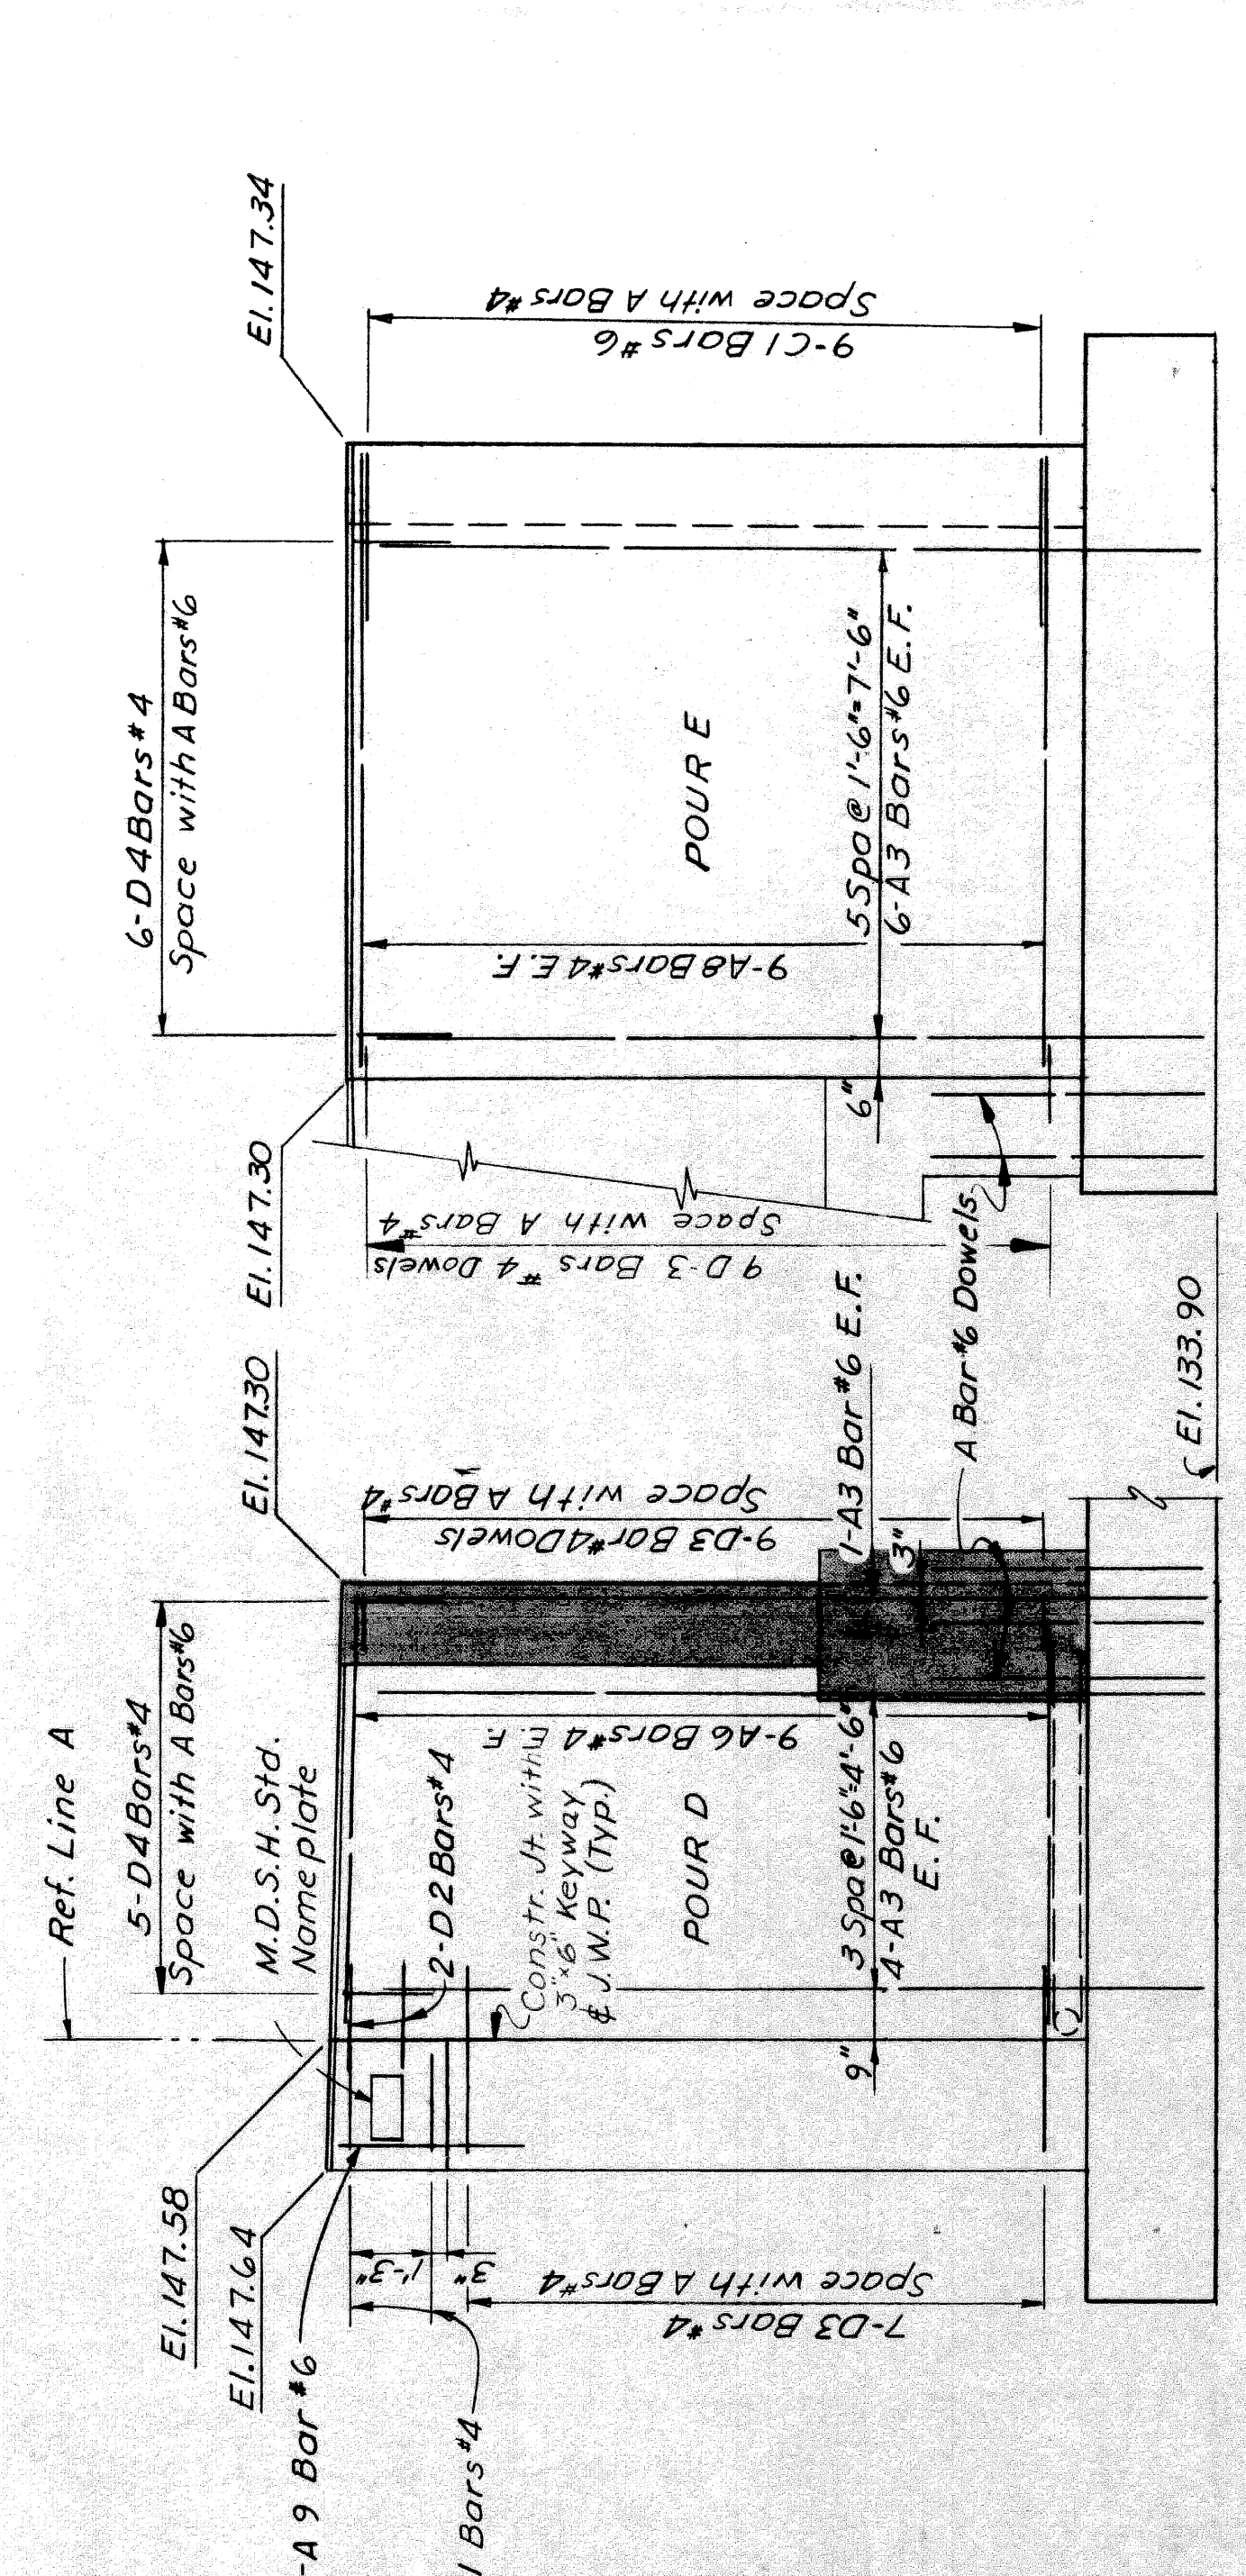 El. 147.34
9-C1 Bars #6
Space with A Bars #4
6-D4 Bars #4
Space with A Bars #6
POUR E
5 Spa @ 1'-6" = 7'-6"
6-A3 Bars #6 E.F.
9-A8 Bars #4 E.F.
6"
El. 147.30
9 D-3 Bars #4 Dowels
Space with A Bars #4
A Bar #6 Dowels
El. 133.90
El. 147.30
9-D3 Bar #4 Dowels
Space with A Bars #4
1-A3 Bar #6 E.F.
3"
Ref. Line A
5-D4 Bars #4
Space with A Bars #6
M.D.S.H. Std.
Name plate
2-D2 Bars #4
9-A6 Bars #4 E.F.
Constr. Jt. with
3"x6" Keyway
& J.W.P. (Typ.)
POUR D
3 Spa @ 1'-6" = 4'-6"
4-A3 Bars #6
E. F.
9"
El. 147.58
El. 147.64
1'-3"
3"
7-D3 Bars #4
Space with A Bars #4
-A 9 Bar #6
1 Bars #4